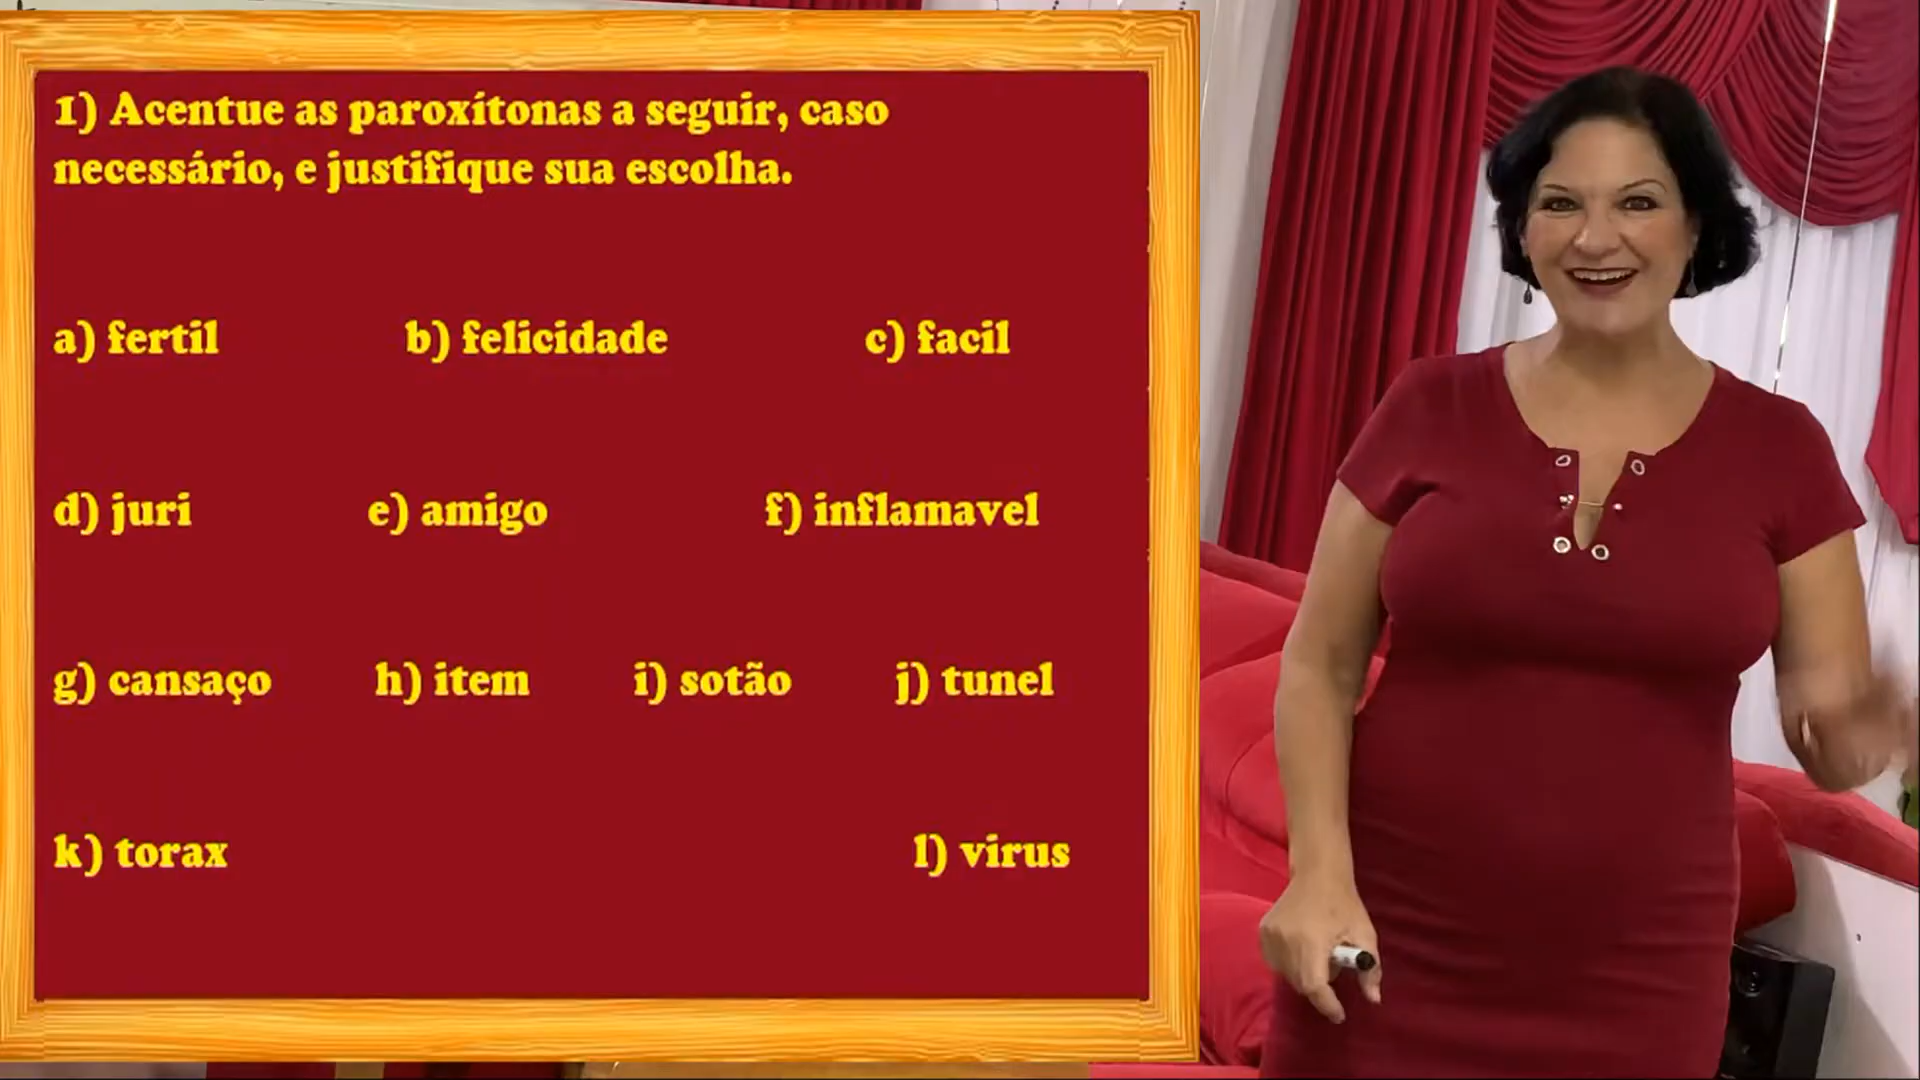 1) Acentue as paroxítonas a seguir, caso
necessário, e justifique sua escolha.
a) fertil b) felicidade c) facil
d) juri e) amigo f) inflamavel
g) cansaço h) item i) sotão j) tunel
k) torax l) virus